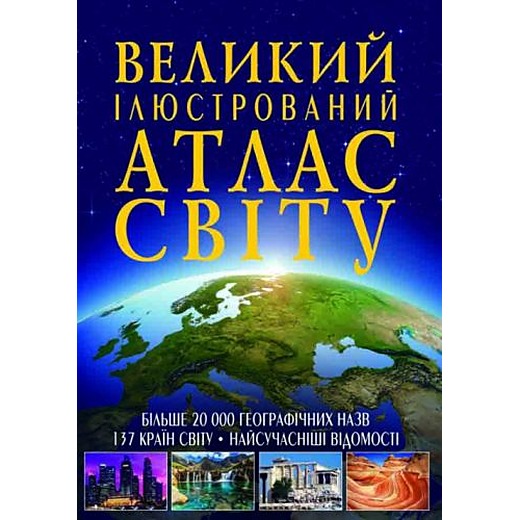 ВЕЛИКИЙ
ІЛЮСТРОВАНИЙ
АТЛАС
СВІТУ
БІЛЬШЕ 20 000 ГЕОГРАФІЧНИХ НАЗВ
137 КРАЇН СВІТУ • НАЙСУЧАСНІШІ ВІДОМОСТІ